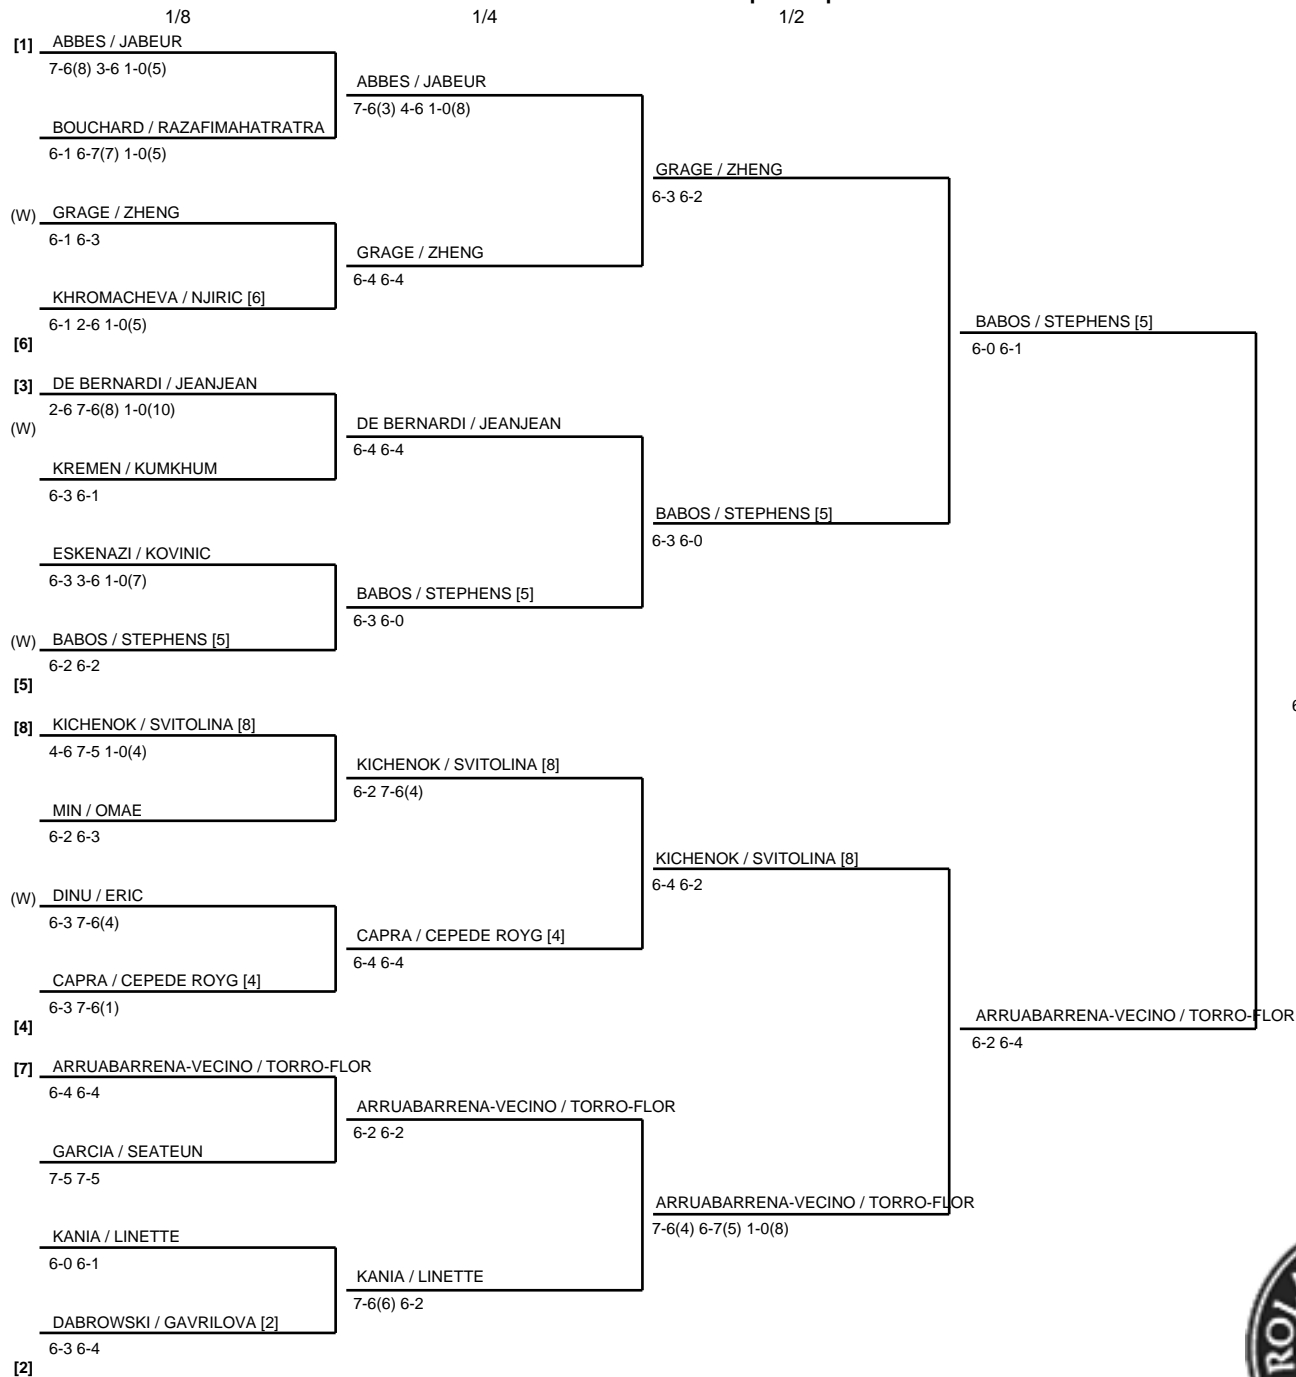 1/8
1/4
1/2
[1] ABBES / JABEUR
7-6(8) 3-6 1-0(5)
BOUCHARD / RAZAFIMAHATRATRA
6-1 6-7(7) 1-0(5)
(W) GRAGE / ZHENG
6-1 6-3
KHROMACHEVA / NJIRIC [6]
6-1 2-6 1-0(5)
[6]
[3] DE BERNARDI / JEANJEAN
2-6 7-6(8) 1-0(10)
(W)
KREMEN / KUMKHUM
6-3 6-1
ESKENAZI / KOVINIC
6-3 3-6 1-0(7)
(W) BABOS / STEPHENS [5]
6-2 6-2
[5]
[8] KICHENOK / SVITOLINA [8]
4-6 7-5 1-0(4)
MIN / OMAE
6-2 6-3
(W) DINU / ERIC
6-3 7-6(4)
CAPRA / CEPEDE ROYG [4]
6-3 7-6(1)
[4]
[7] ARRUABARRENA-VECINO / TORRO-FLOR
6-4 6-4
GARCIA / SEATEUN
7-5 7-5
KANIA / LINETTE
6-0 6-1
DABROWSKI / GAVRILOVA [2]
6-3 6-4
[2]
ABBES / JABEUR
7-6(3) 4-6 1-0(8)
GRAGE / ZHENG
6-4 6-4
DE BERNARDI / JEANJEAN
6-4 6-4
BABOS / STEPHENS [5]
6-3 6-0
KICHENOK / SVITOLINA [8]
6-2 7-6(4)
CAPRA / CEPEDE ROYG [4]
6-4 6-4
ARRUABARRENA-VECINO / TORRO-FLOR
6-2 6-2
KANIA / LINETTE
7-6(6) 6-2
GRAGE / ZHENG
6-3 6-2
BABOS / STEPHENS [5]
6-3 6-0
KICHENOK / SVITOLINA [8]
6-4 6-2
ARRUABARRENA-VECINO / TORRO-FLOR
7-6(4) 6-7(5) 1-0(8)
BABOS / STEPHENS [5]
6-0 6-1
ARRUABARRENA-VECINO / TORRO-FLOR
6-2 6-4